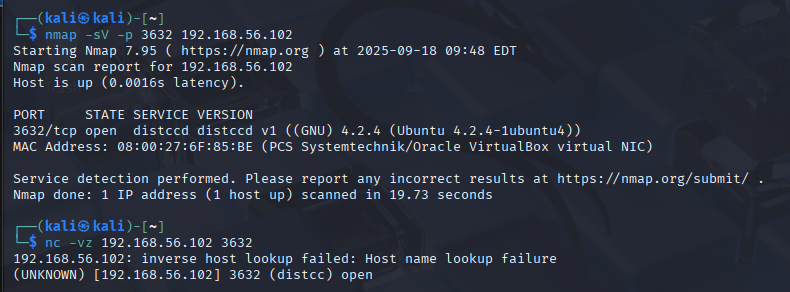 ┌──(kali㉿kali)-[~]
└─$ nmap -sV -p 3632 192.168.56.102
Starting Nmap 7.95 ( https://nmap.org ) at 2025-09-18 09:48 EDT
Nmap scan report for 192.168.56.102
Host is up (0.0016s latency).
PORT     STATE SERVICE VERSION
3632/tcp open  distccd distccd v1 ((GNU) 4.2.4 (Ubuntu 4.2.4-1ubuntu4))
MAC Address: 08:00:27:6F:85:BE (PCS Systemtechnik/Oracle VirtualBox virtual NIC)
Service detection performed. Please report any incorrect results at https://nmap.org/submit/ .
Nmap done: 1 IP address (1 host up) scanned in 19.73 seconds
┌──(kali㉿kali)-[~]
└─$ nc -vz 192.168.56.102 3632
192.168.56.102: inverse host lookup failed: Host name lookup failure
(UNKNOWN) [192.168.56.102] 3632 (distcc) open